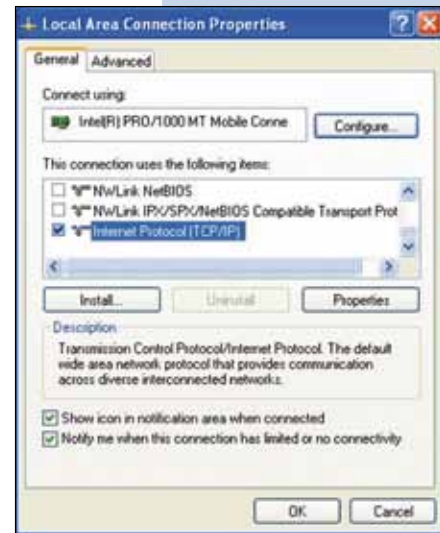 Local Area Connection Properties
General Advanced
Connect using:
Intel(R) PRO/1000 MT Mobile Conne Configure...
This connection uses the following items:
NWLink NetBIOS
NWLink IPX/SPX/NetBIOS Compatible Transport Prot
Internet Protocol (TCP/IP)
Install... Uninstall Properties
Description
Transmission Control Protocol/Internet Protocol. The default
wide area network protocol that provides communication
across diverse interconnected networks.
Show icon in notification area when connected
Notify me when this connection has limited or no connectivity
OK Cancel